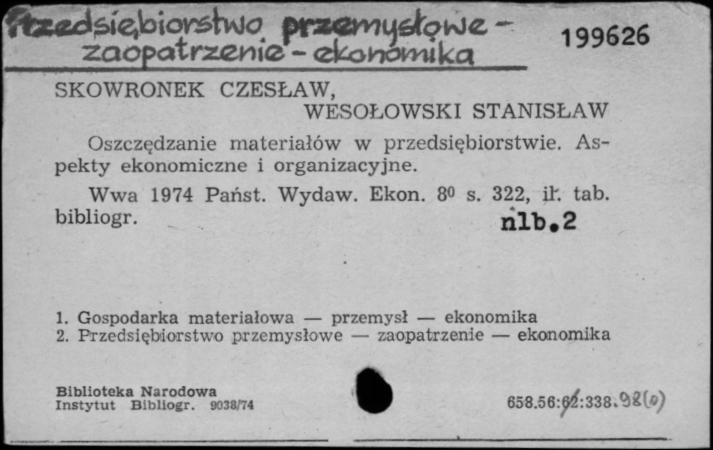 Przedsiębiorstwo przemysłowe -
zaopatrzenie - ekonomika
199626
SKOWRONEK CZESŁAW,
WESOŁOWSKI STANISŁAW
Oszczędzanie materiałów w przedsiębiorstwie. As-
pekty ekonomiczne i organizacyjne.
Wwa 1974 Państ. Wydaw. Ekon. 8⁰ s. 322, il. tab.
bibliogr.
nlb.2
1. Gospodarka materiałowa — przemysł — ekonomika
2. Przedsiębiorstwo przemysłowe — zaopatrzenie — ekonomika
Biblioteka Narodowa
Instytut Bibliogr. 9038/74
658.56:62:338.98(0)